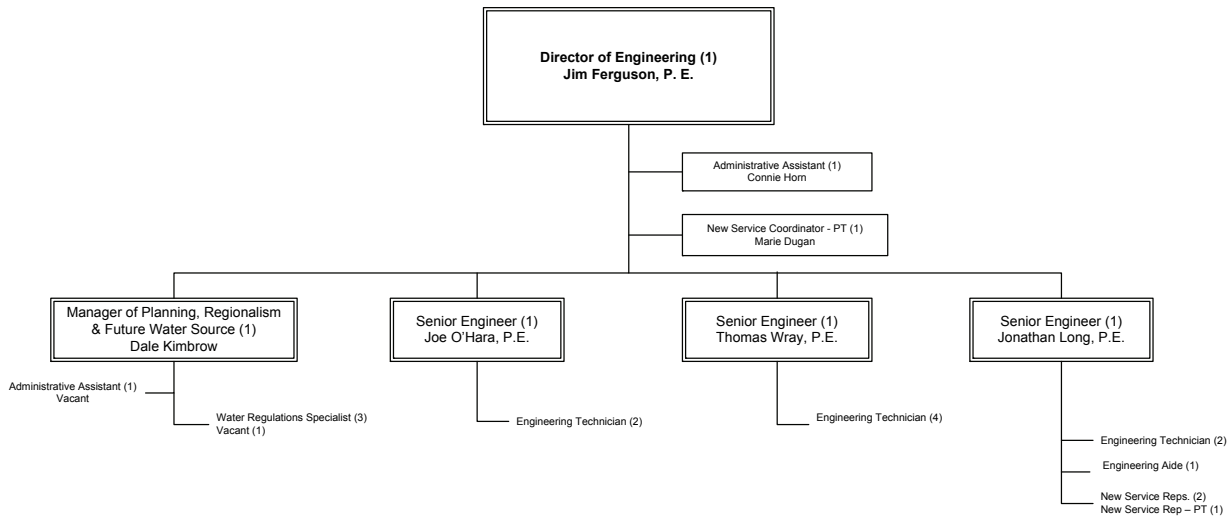 Director of Engineering (1)
Jim Ferguson, P. E.
Administrative Assistant (1)
Connie Horn
New Service Coordinator - PT (1)
Marie Dugan
Manager of Planning, Regionalism
& Future Water Source (1)
Dale Kimbrow
Senior Engineer (1)
Joe O’Hara, P.E.
Senior Engineer (1)
Thomas Wray, P.E.
Senior Engineer (1)
Jonathan Long, P.E.
Administrative Assistant (1)
Vacant
Water Regulations Specialist (3)
Vacant (1)
Engineering Technician (2)
Engineering Technician (4)
Engineering Technician (2)
Engineering Aide (1)
New Service Reps. (2)
New Service Rep – PT (1)